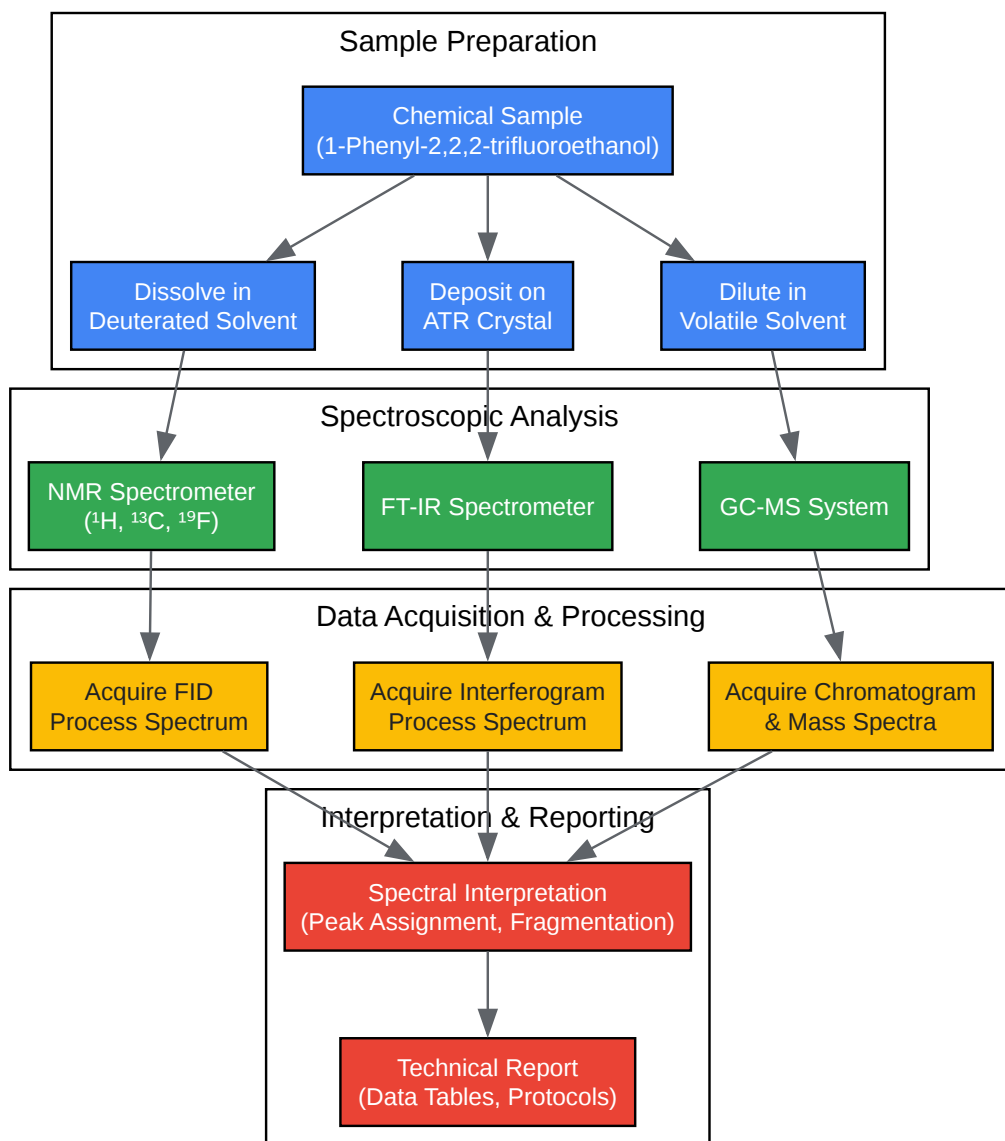 Sample Preparation
Chemical Sample
(1-Phenyl-2,2,2-trifluoroethanol)
Dissolve in
Deuterated Solvent
Deposit on
ATR Crystal
Dilute in
Volatile Solvent
Spectroscopic Analysis
NMR Spectrometer
(¹H, ¹³C, ¹⁹F)
FT-IR Spectrometer
GC-MS System
Data Acquisition & Processing
Acquire FID
Process Spectrum
Acquire Interferogram
Process Spectrum
Acquire Chromatogram
& Mass Spectra
Interpretation & Reporting
Spectral Interpretation
(Peak Assignment, Fragmentation)
Technical Report
(Data Tables, Protocols)